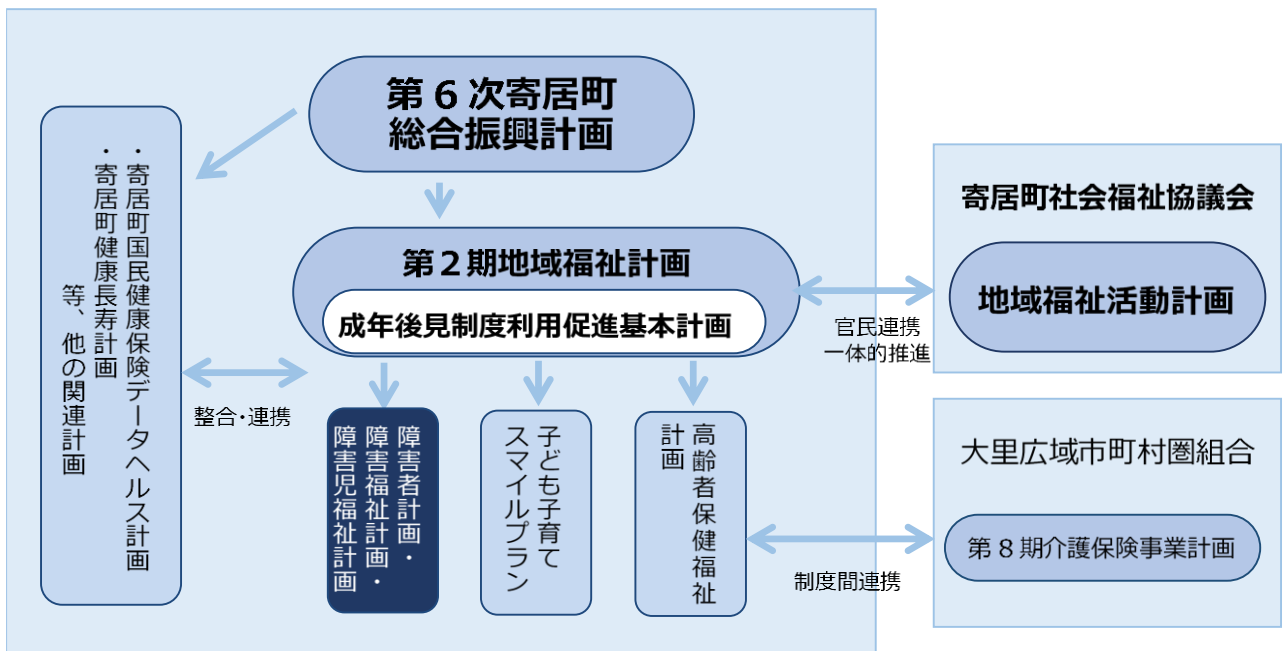 第６次寄居町
総合振興計画
・寄居町国民健康保険データヘルス計画
・寄居町健康長寿計画
等、他の関連計画
第２期地域福祉計画
成年後見制度利用促進基本計画
整合・連携
障害者計画・
障害福祉計画・
障害児福祉計画
子ども子育て
スマイルプラン
高齢者保健福祉
計画
官民連携
一体的推進
寄居町社会福祉協議会
地域福祉活動計画
制度間連携
大里広域市町村圏組合
第８期介護保険事業計画